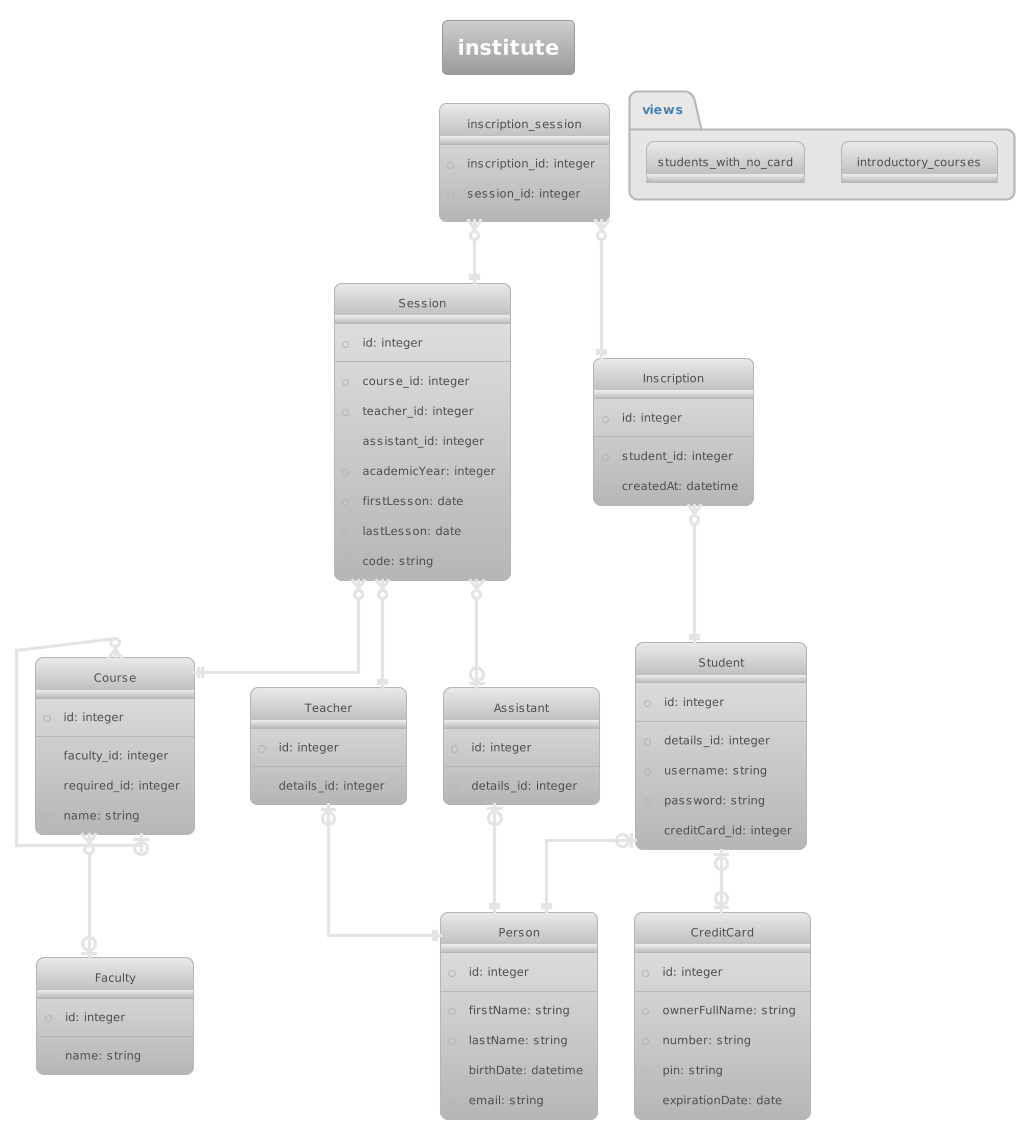 institute
inscription_session
inscription_id: integer
session_id: integer
views
students_with_no_card
introductory_courses
Session
id: integer
course_id: integer
teacher_id: integer
assistant_id: integer
academicYear: integer
firstLesson: date
lastLesson: date
code: string
Inscription
id: integer
student_id: integer
createdAt: datetime
Course
id: integer
faculty_id: integer
required_id: integer
name: string
Teacher
id: integer
details_id: integer
Assistant
id: integer
details_id: integer
Student
id: integer
details_id: integer
username: string
password: string
creditCard_id: integer
Faculty
id: integer
name: string
Person
id: integer
firstName: string
lastName: string
birthDate: datetime
email: string
CreditCard
id: integer
ownerFullName: string
number: string
pin: string
expirationDate: date